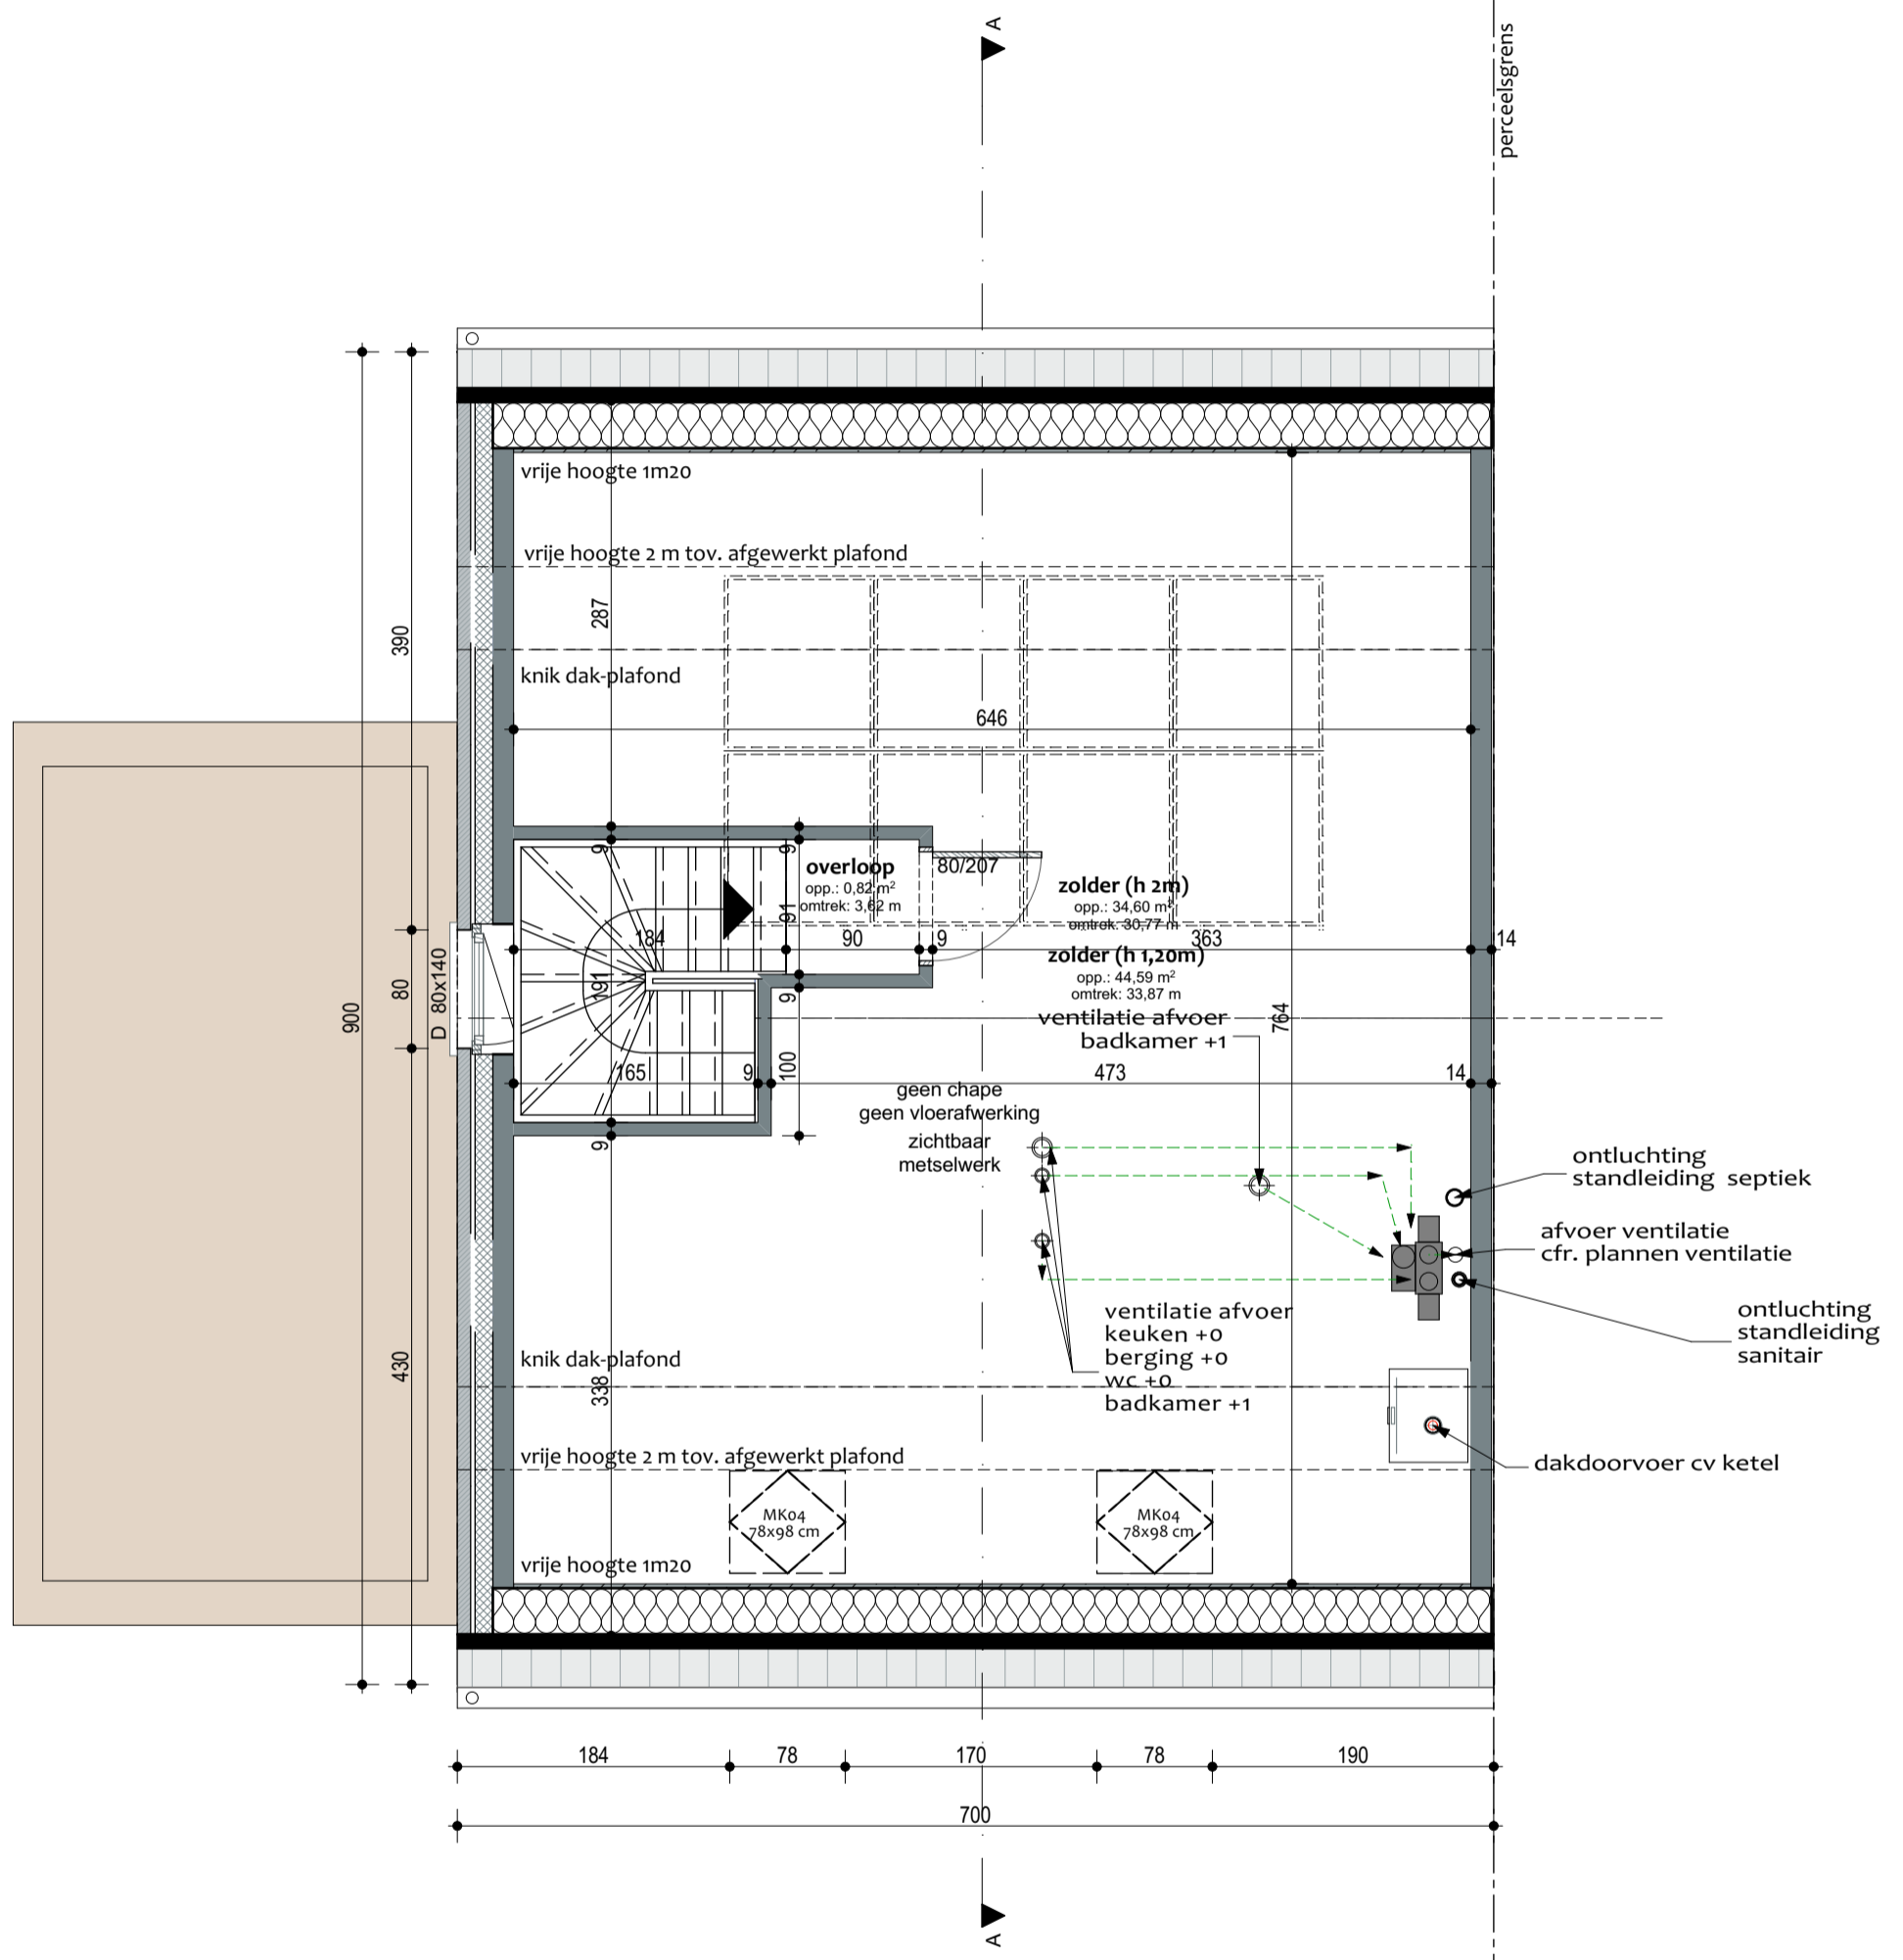 A
perceelsgrens
vrije hoogte 1m20
vrije hoogte 2 m tov. afgewerkt plafond
287
390
knik dak-plafond
646
9
9
overloop
opp.: 0,82 m²
omtrek: 3,62 m
80/207
zolder (h 2m)
opp.: 34,60 m²
omtrek: 30,77 m
91
184
90
9
363
14
zolder (h 1,20m)
opp.: 44,59 m²
omtrek: 33,87 m
900
80
D 80x140
191
9
764
ventilatie afvoer
badkamer +1
100
165
9
473
14
geen chape
geen vloerafwerking
zichtbaar
metselwerk
9
ontluchting
standleiding septiek
afvoer ventilatie
cfr. plannen ventilatie
ontluchting
standleiding
sanitair
ventilatie afvoer
keuken +0
berging +0
wc +0
badkamer +1
430
knik dak-plafond
338
vrije hoogte 2 m tov. afgewerkt plafond
dakdoorvoer cv ketel
MK04
78x98 cm
MK04
78x98 cm
vrije hoogte 1m20
184
78
170
78
190
700
A